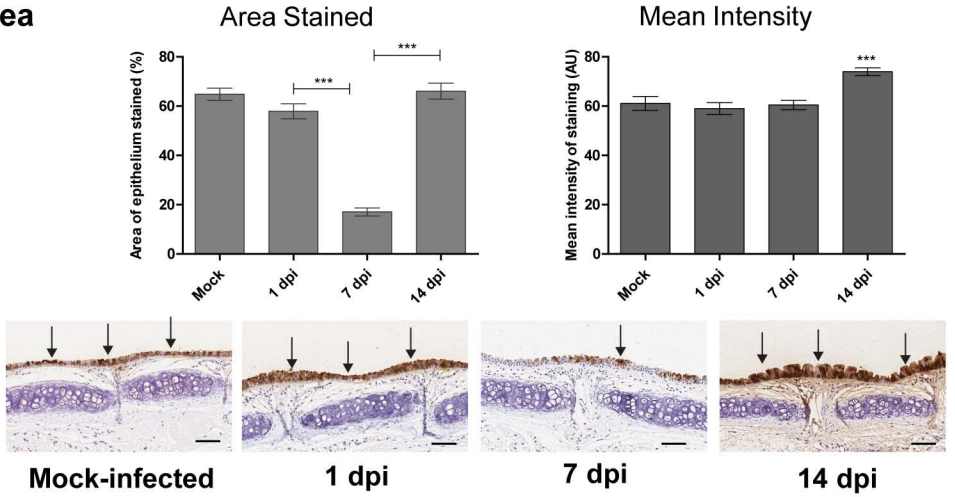 ea
Area Stained
Mean Intensity
Area of epithelium stained (%)
80
60
40
20
0
***
***
Mock
1 dpi
7 dpi
14 dpi
Mean intensity of staining (AU)
80
60
40
20
0
***
Mock
1 dpi
7 dpi
14 dpi
Mock-infected
1 dpi
7 dpi
14 dpi